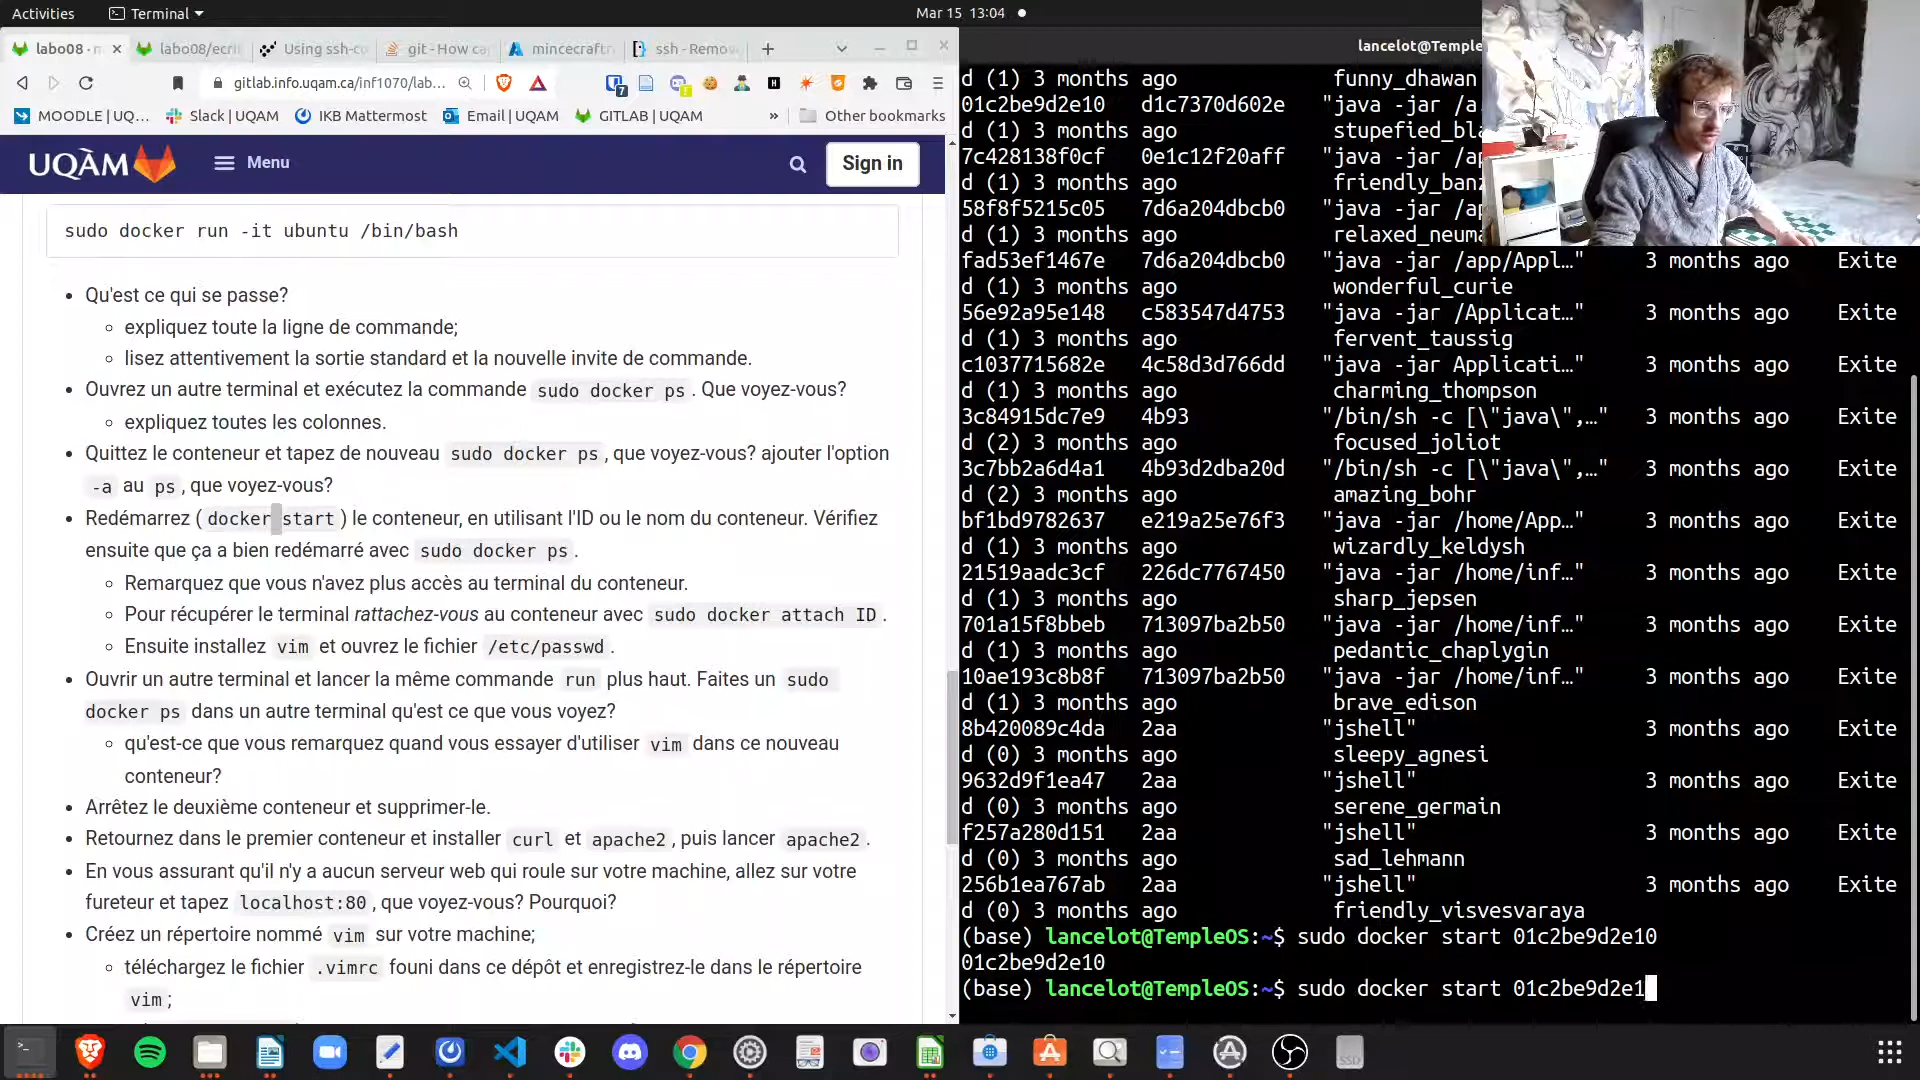 Activities
Terminal
Mar 15 13:04
labo08 - m
labo08/ecri
Using ssh-co
git - How ca
mincecraftr
ssh - Remov
gitlab.info.uqam.ca/inf1070/lab...
MOODLE | UQ...
Slack | UQAM
IKB Mattermost
Email | UQAM
GITLAB | UQAM
»
Other bookmarks
UQÀM
Menu
Sign in
sudo docker run -it ubuntu /bin/bash
• Qu'est ce qui se passe?
◦ expliquez toute la ligne de commande;
◦ lisez attentivement la sortie standard et la nouvelle invite de commande.
• Ouvrez un autre terminal et exécutez la commande sudo docker ps. Que voyez-vous?
◦ expliquez toutes les colonnes.
• Quittez le conteneur et tapez de nouveau sudo docker ps, que voyez-vous? ajouter l'option
-a au ps, que voyez-vous?
• Redémarrez (docker start) le conteneur, en utilisant l'ID ou le nom du conteneur. Vérifiez
ensuite que ça a bien redémarré avec sudo docker ps.
◦ Remarquez que vous n'avez plus accès au terminal du conteneur.
◦ Pour récupérer le terminal rattachez-vous au conteneur avec sudo docker attach ID.
◦ Ensuite installez vim et ouvrez le fichier /etc/passwd.
• Ouvrir un autre terminal et lancer la même commande run plus haut. Faites un sudo
docker ps dans un autre terminal qu'est ce que vous voyez?
◦ qu'est-ce que vous remarquez quand vous essayer d'utiliser vim dans ce nouveau
conteneur?
• Arrêtez le deuxième conteneur et supprimer-le.
• Retournez dans le premier conteneur et installer curl et apache2, puis lancer apache2.
• En vous assurant qu'il n'y a aucun serveur web qui roule sur votre machine, allez sur votre
fureteur et tapez localhost:80, que voyez-vous? Pourquoi?
• Créez un répertoire nommé vim sur votre machine;
◦ téléchargez le fichier .vimrc founi dans ce dépôt et enregistrez-le dans le répertoire
vim;
lancelot@Temple
d (1) 3 months ago funny_dhawan
01c2be9d2e10 d1c7370d602e "java -jar /a
d (1) 3 months ago stupefied_bla
7c428138f0cf 0e1c12f20aff "java -jar /ap
d (1) 3 months ago friendly_banz
58f8f5215c05 7d6a204dbcb0 "java -jar /ap
d (1) 3 months ago relaxed_neuma
fad53ef1467e 7d6a204dbcb0 "java -jar /app/Appl…" 3 months ago Exite
d (1) 3 months ago wonderful_curie
56e92a95e148 c583547d4753 "java -jar /Applicat…" 3 months ago Exite
d (1) 3 months ago fervent_taussig
c1037715682e 4c58d3d766dd "java -jar Applicati…" 3 months ago Exite
d (1) 3 months ago charming_thompson
3c84915dc7e9 4b93 "/bin/sh -c [\"java\",…" 3 months ago Exite
d (2) 3 months ago focused_joliot
3c7bb2a6d4a1 4b93d2dba20d "/bin/sh -c [\"java\",…" 3 months ago Exite
d (2) 3 months ago amazing_bohr
bf1bd9782637 e219a25e76f3 "java -jar /home/App…" 3 months ago Exite
d (1) 3 months ago wizardly_keldysh
21519aadc3cf 226dc7767450 "java -jar /home/inf…" 3 months ago Exite
d (1) 3 months ago sharp_jepsen
701a15f8bbeb 713097ba2b50 "java -jar /home/inf…" 3 months ago Exite
d (1) 3 months ago pedantic_chaplygin
10ae193c8b8f 713097ba2b50 "java -jar /home/inf…" 3 months ago Exite
d (1) 3 months ago brave_edison
8b420089c4da 2aa "jshell" 3 months ago Exite
d (0) 3 months ago sleepy_agnesi
9632d9f1ea47 2aa "jshell" 3 months ago Exite
d (0) 3 months ago serene_germain
f257a280d151 2aa "jshell" 3 months ago Exite
d (0) 3 months ago sad_lehmann
256b1ea767ab 2aa "jshell" 3 months ago Exite
d (0) 3 months ago friendly_visvesvaraya
(base) lancelot@TempleOS:~$ sudo docker start 01c2be9d2e10
01c2be9d2e10
(base) lancelot@TempleOS:~$ sudo docker start 01c2be9d2e1